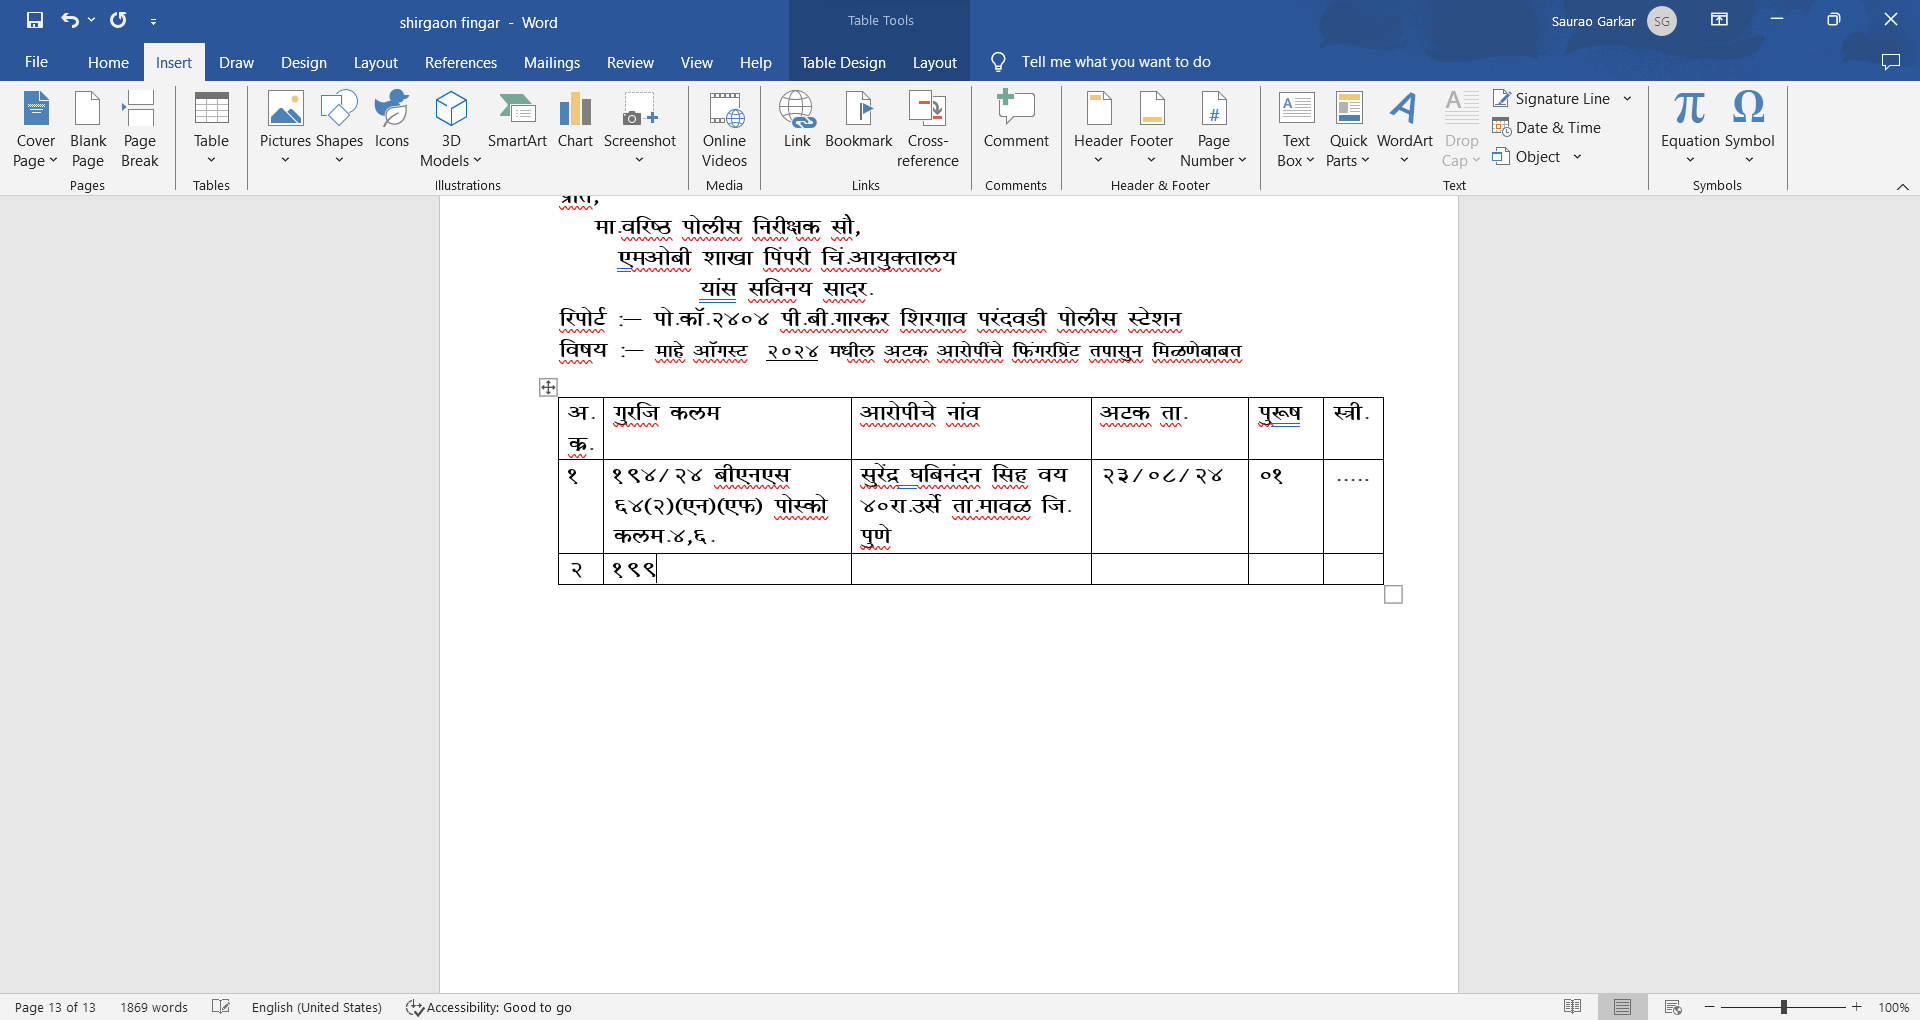 shirgaon fingar - Word
Table Tools
Saurao Garkar SG
File Home Insert Draw Design Layout References Mailings Review View Help Table Design Layout Tell me what you want to do
Cover Page
Blank Page
Page Break
Pages
Table
Tables
Pictures
Shapes
Icons
3D Models
SmartArt
Chart
Screenshot
Illustrations
Online Videos
Media
Link
Bookmark
Cross-reference
Links
Comment
Comments
Header
Footer
Page Number
Header & Footer
Text Box
Quick Parts
WordArt
Drop Cap
Signature Line
Date & Time
Object
Text
Equation
Symbol
Symbols
प्रति,
मा.वरिष्ठ पोलीस निरीक्षक सौ,
एमओबी शाखा पिंपरी चिं.आयुक्तालय
यांस सविनय सादर.
रिपोर्ट :— पो.कॉ.२४०४ पी.बी.गारकर शिरगाव परंदवडी पोलीस स्टेशन
विषय :— माहे ऑगस्ट २०२४ मधील अटक आरोपींचे फिंगरप्रिंट तपासुन मिळणेबाबत
अ.क्र. गुरजि कलम आरोपीचे नांव अटक ता. पुरूष स्त्री.
१ १९४/२४ बीएनएस ६४(२)(एन)(एफ) पोस्को कलम.४,६. सुरेंद्र घबिनंदन सिह वय ४०रा.उर्से ता.मावळ जि.पुणे २३/०८/२४ ०१ .....
२ १९९
Page 13 of 13 1869 words English (United States) Accessibility: Good to go 100%